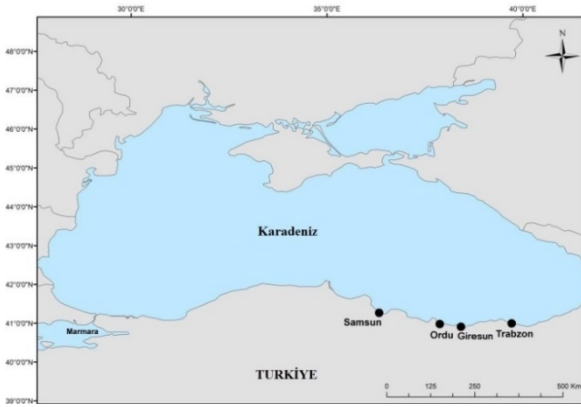 30°0'0"E 35°0'0"E 40°0'0"E
N
48°0'0"N
47°0'0"N
46°0'0"N
45°0'0"N
44°0'0"N
43°0'0"N
42°0'0"N
41°0'0"N
40°0'0"N
39°0'0"N
Karadeniz
Samsun
Ordu Giresun Trabzon
Marmara
TURKİYE
0 150 250 500 Km